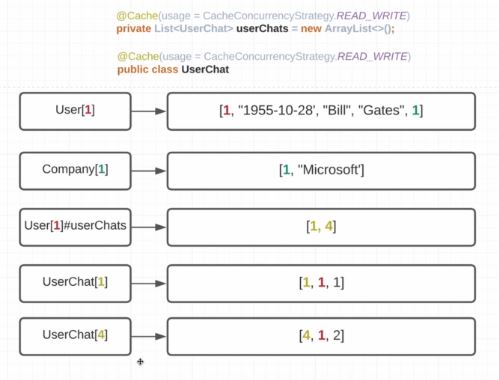 @Cache(usage = CacheConcurrencyStrategy.READ_WRITE)
private List<UserChat> userChats = new ArrayList<>();
@Cache(usage = CacheConcurrencyStrategy.READ_WRITE)
public class UserChat
User[1] [1, "1955-10-28', "Bill", "Gates", 1]
Company[1] [1, "Microsoft']
User[1]#userChats [1, 4]
UserChat[1] [1, 1, 1]
UserChat[4] [4, 1, 2]